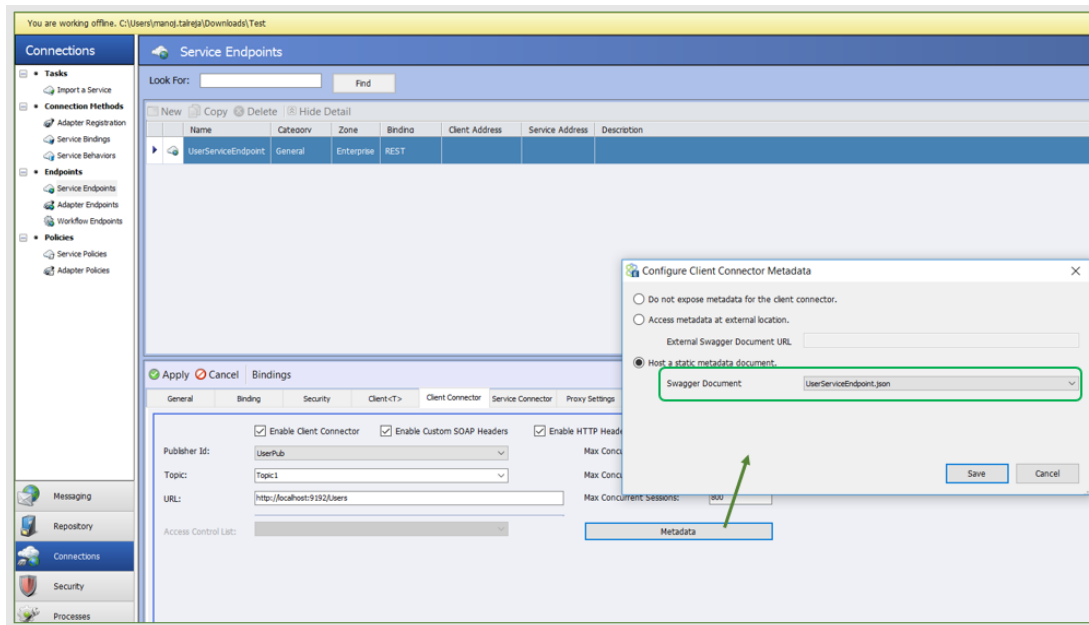 You are working offline. C:\Users\manoj.talreja\Downloads\Test
Connections
Tasks
Import a Service
Connection Methods
Adapter Registration
Service Bindings
Service Behaviors
Endpoints
Service Endpoints
Adapter Endpoints
Workflow Endpoints
Policies
Service Policies
Adapter Policies
Messaging
Repository
Connections
Security
Processes
Service Endpoints
Look For:
Find
New Copy Delete Hide Detail
Name Category Zone Binding Client Address Service Address Description
UserServiceEndpoint General Enterprise REST
Apply Cancel Bindings
General Binding Security Client<T> Client Connector Service Connector Proxy Settings
Enable Client Connector Enable Custom SOAP Headers Enable HTTP Heade
Publisher Id: UserPub Max Concu
Topic: Topic1 Max Concu
URL: http://localhost:9192/Users Max Concurrent Sessions: 800
Access Control List: Metadata
Configure Client Connector Metadata
Do not expose metadata for the client connector.
Access metadata at external location.
External Swagger Document URL
Host a static metadata document.
Swagger Document UserServiceEndpoint.json
Save Cancel